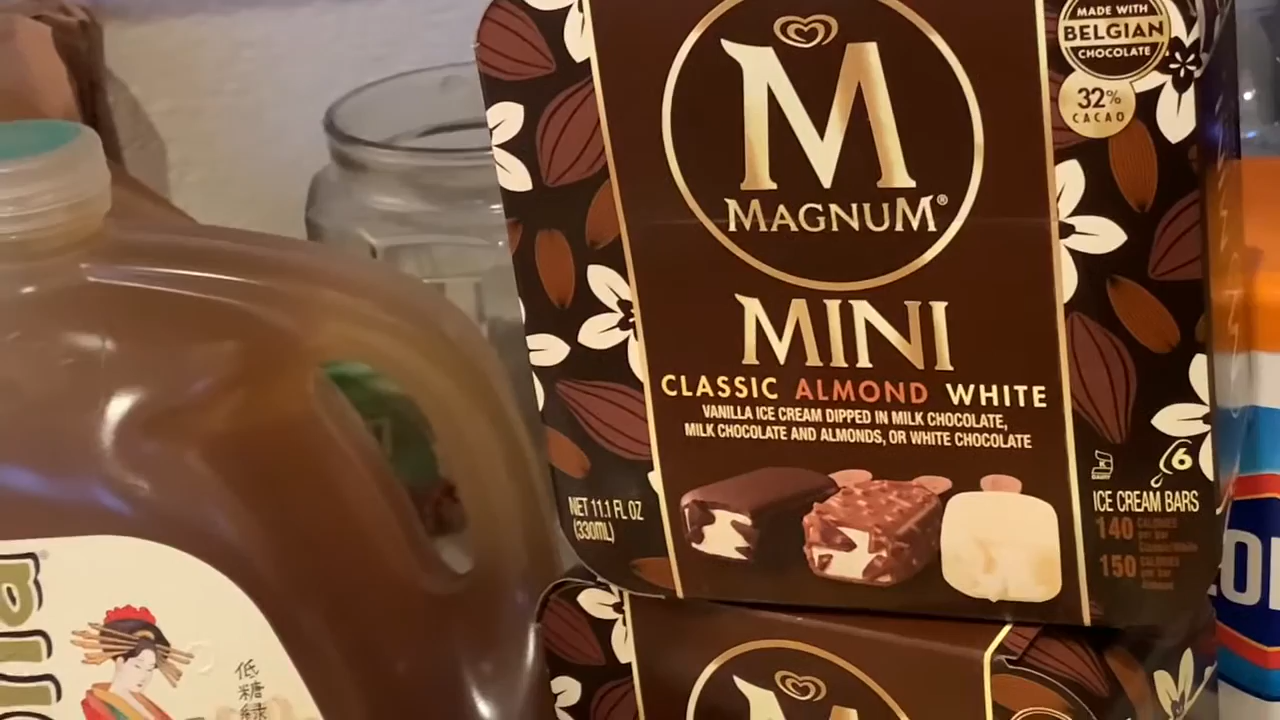 MADE WITH
BELGIAN
CHOCOLATE
32%
CACAO
M
MAGNUM®
MINI
CLASSIC ALMOND WHITE
VANILLA ICE CREAM DIPPED IN MILK CHOCOLATE,
MILK CHOCOLATE AND ALMONDS, OR WHITE CHOCOLATE
NET 11.1 FL OZ
(330ML)
6
ICE CREAM BARS
140 CALORIES
150 CALORIES
低
糖
緑
M